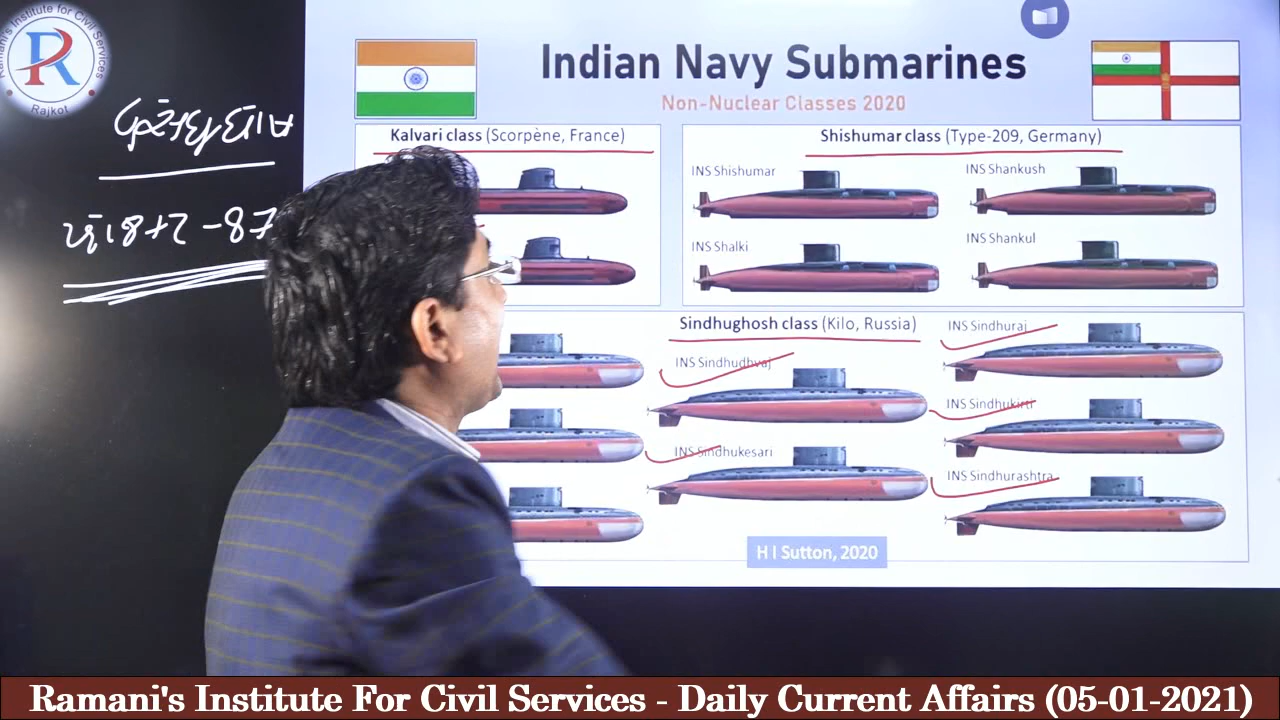 Ramani's Institute for Civil Services
R
Rajkot
Indian Navy Submarines
Non-Nuclear Classes 2020
Kalvari class (Scorpène, France)
Shishumar class (Type-209, Germany)
INS Shishumar
INS Shankush
INS Shalki
INS Shankul
Sindhughosh class (Kilo, Russia)
INS Sindhuraj
INS Sindhudhvaj
INS Sindhukirti
INS Sindhukesari
INS Sindhurashtra
H I Sutton, 2020
Ramani's Institute For Civil Services - Daily Current Affairs (05-01-2021)